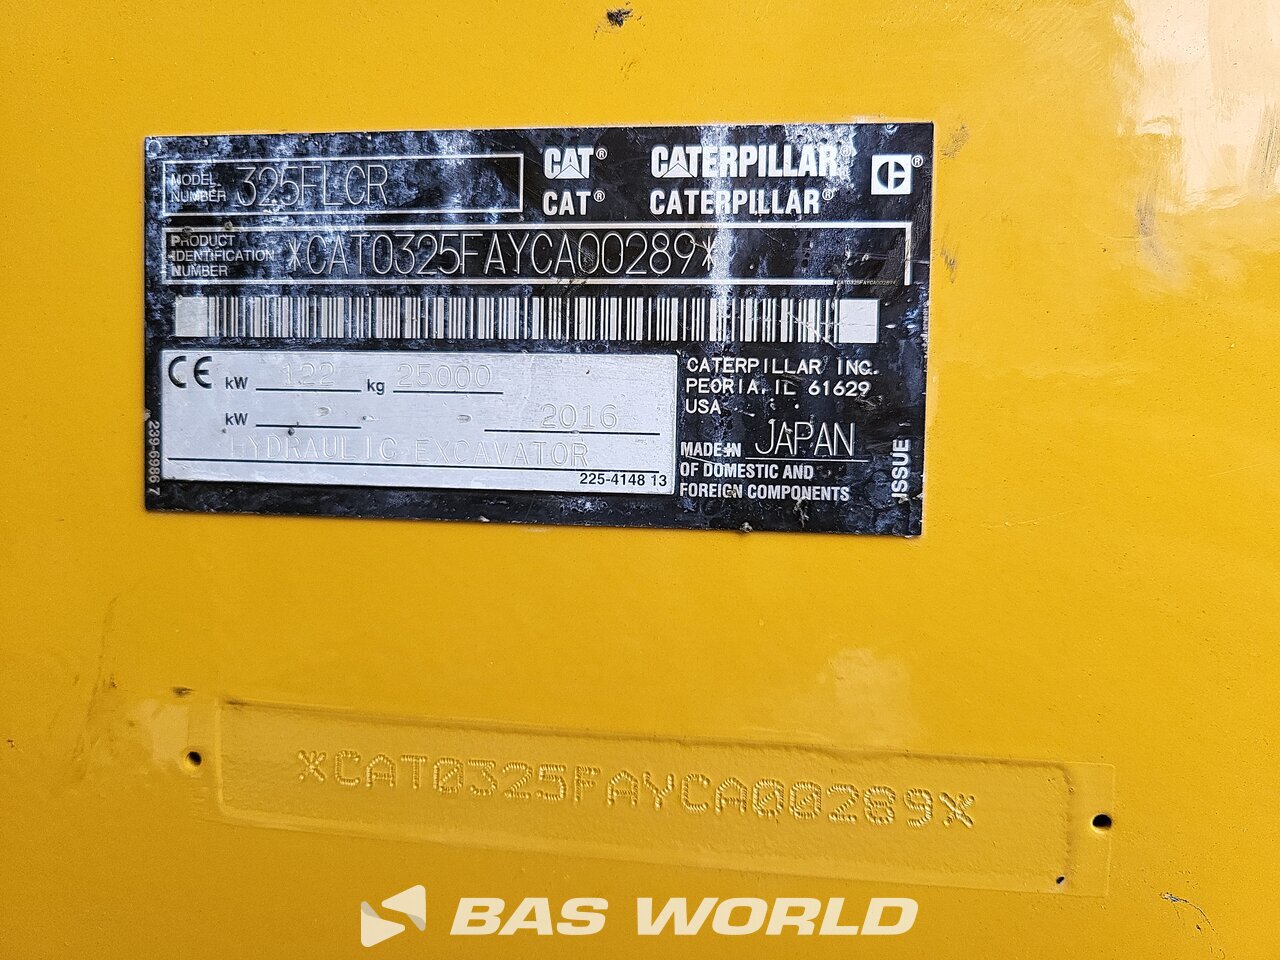 MODEL NUMBER 325FLCR
CAT® CATERPILLAR®
CAT® CATERPILLAR®
PRODUCT IDENTIFICATION NUMBER *CAT0325FAYCA00289*
*CAT0325FAYCA00289*
CE kW 122 kg 25000
kW - - 2016
HYDRAULIC EXCAVATOR
225-4148 13
239-6986 7
CATERPILLAR INC.
PEORIA, IL 61629
USA
MADE IN JAPAN
OF DOMESTIC AND
FOREIGN COMPONENTS
ISSUE
*CAT0325FAYCA00289*
BAS WORLD